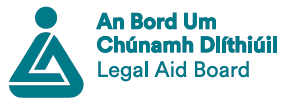 An Bord Um
Chúnamh Dlíthiúil
Legal Aid Board